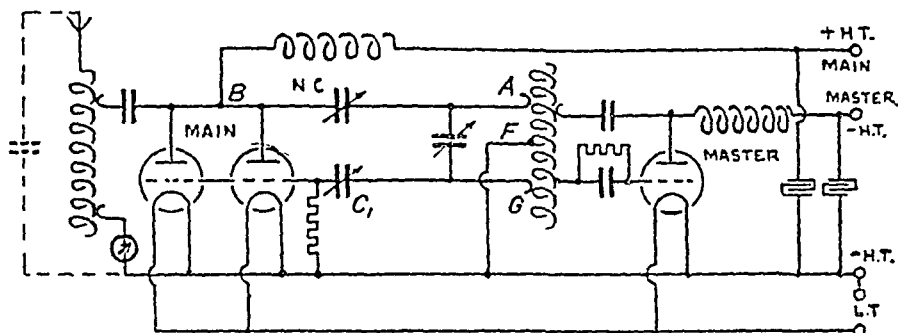 + H.T.
MAIN
NC
A
B
MASTER
- H.T.
MAIN
F
MASTER
C1
G
- H.T.
L.T